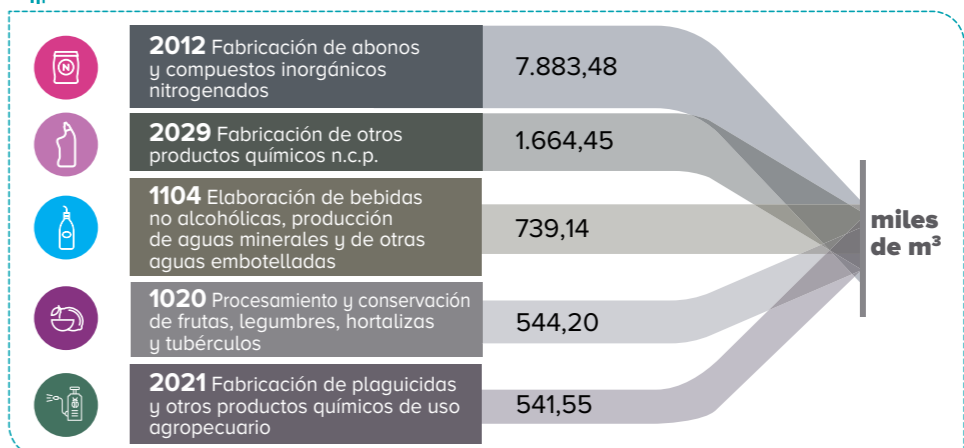 2012 Fabricación de abonos
y compuestos inorgánicos
nitrogenados
7.883,48
N
2029 Fabricación de otros
productos químicos n.c.p.
1.664,45
1104 Elaboración de bebidas
no alcohólicas, producción
de aguas minerales y de otras
aguas embotelladas
739,14
miles
de m³
1020 Procesamiento y conservación
de frutas, legumbres, hortalizas
y tubérculos
544,20
2021 Fabricación de plaguicidas
y otros productos químicos de uso
agropecuario
541,55